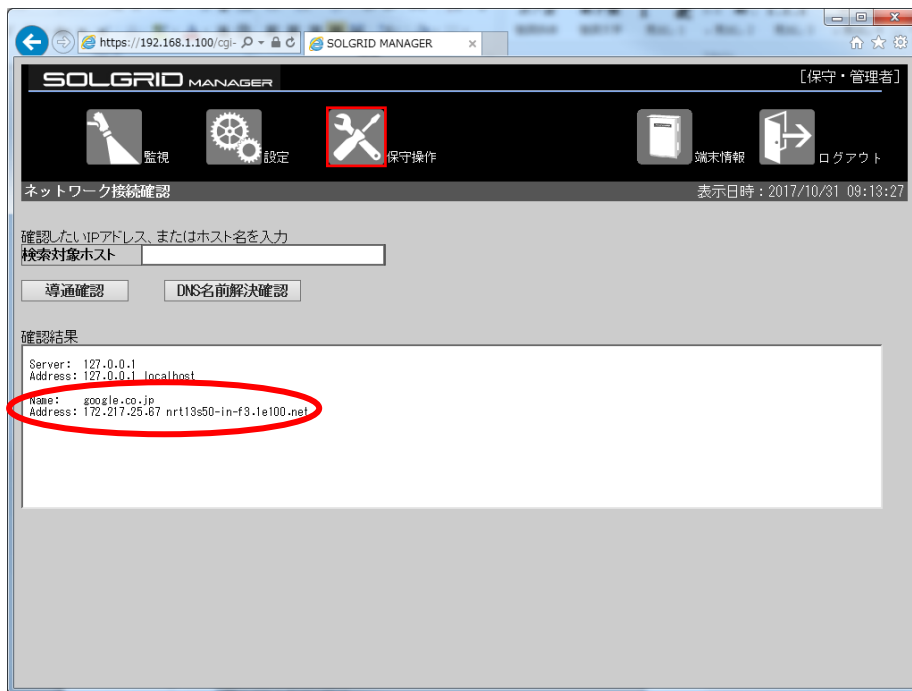 https://192.168.1.100/cgi-
SOLGRID MANAGER
SOLGRID MANAGER
[保守・管理者]
監視
設定
保守操作
端末情報
ログアウト
ネットワーク接続確認
表示日時：2017/10/31 09:13:27
確認したいIPアドレス、またはホスト名を入力
検索対象ホスト
導通確認
DNS名前解決確認
確認結果
Server: 127.0.0.1
Address: 127.0.0.1 localhost
Name: google.co.jp
Address: 172.217.25.67 nrt13s50-in-f3.1e100.net